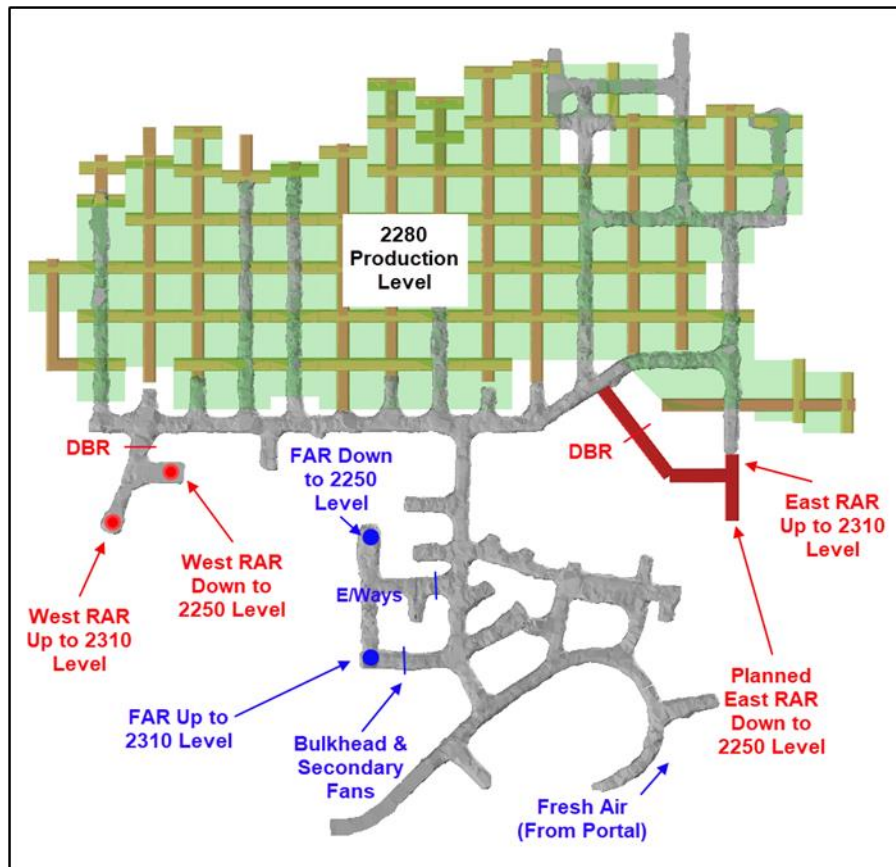 2280
Production
Level
DBR
FAR Down
to 2250
Level
DBR
East RAR
Up to 2310
Level
West RAR
Down to
2250 Level
E/Ways
West RAR
Up to 2310
Level
FAR Up to
2310 Level
Bulkhead &
Secondary
Fans
Planned
East RAR
Down to
2250 Level
Fresh Air
(From Portal)